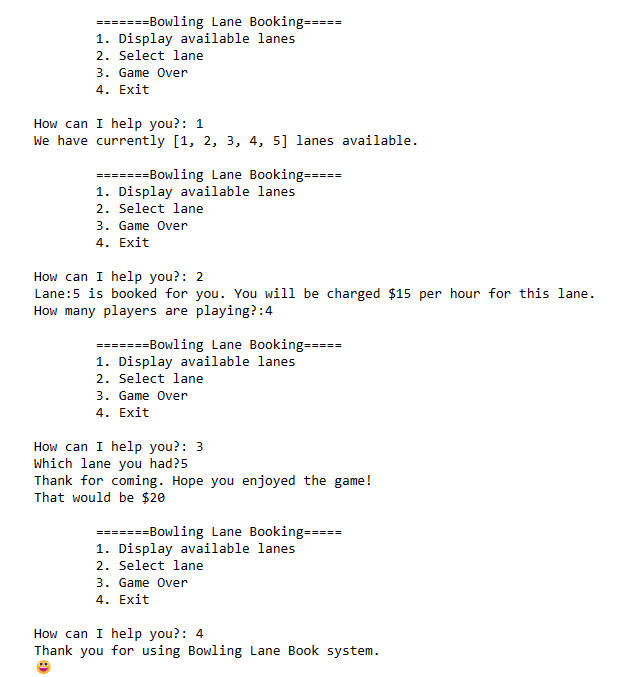 =======Bowling Lane Booking=====
1. Display available lanes
2. Select lane
3. Game Over
4. Exit
How can I help you?: 1
We have currently [1, 2, 3, 4, 5] lanes available.
=======Bowling Lane Booking=====
1. Display available lanes
2. Select lane
3. Game Over
4. Exit
How can I help you?: 2
Lane:5 is booked for you. You will be charged $15 per hour for this lane.
How many players are playing?:4
=======Bowling Lane Booking=====
1. Display available lanes
2. Select lane
3. Game Over
4. Exit
How can I help you?: 3
Which lane you had?5
Thank for coming. Hope you enjoyed the game!
That would be $20
=======Bowling Lane Booking=====
1. Display available lanes
2. Select lane
3. Game Over
4. Exit
How can I help you?: 4
Thank you for using Bowling Lane Book system.
😀